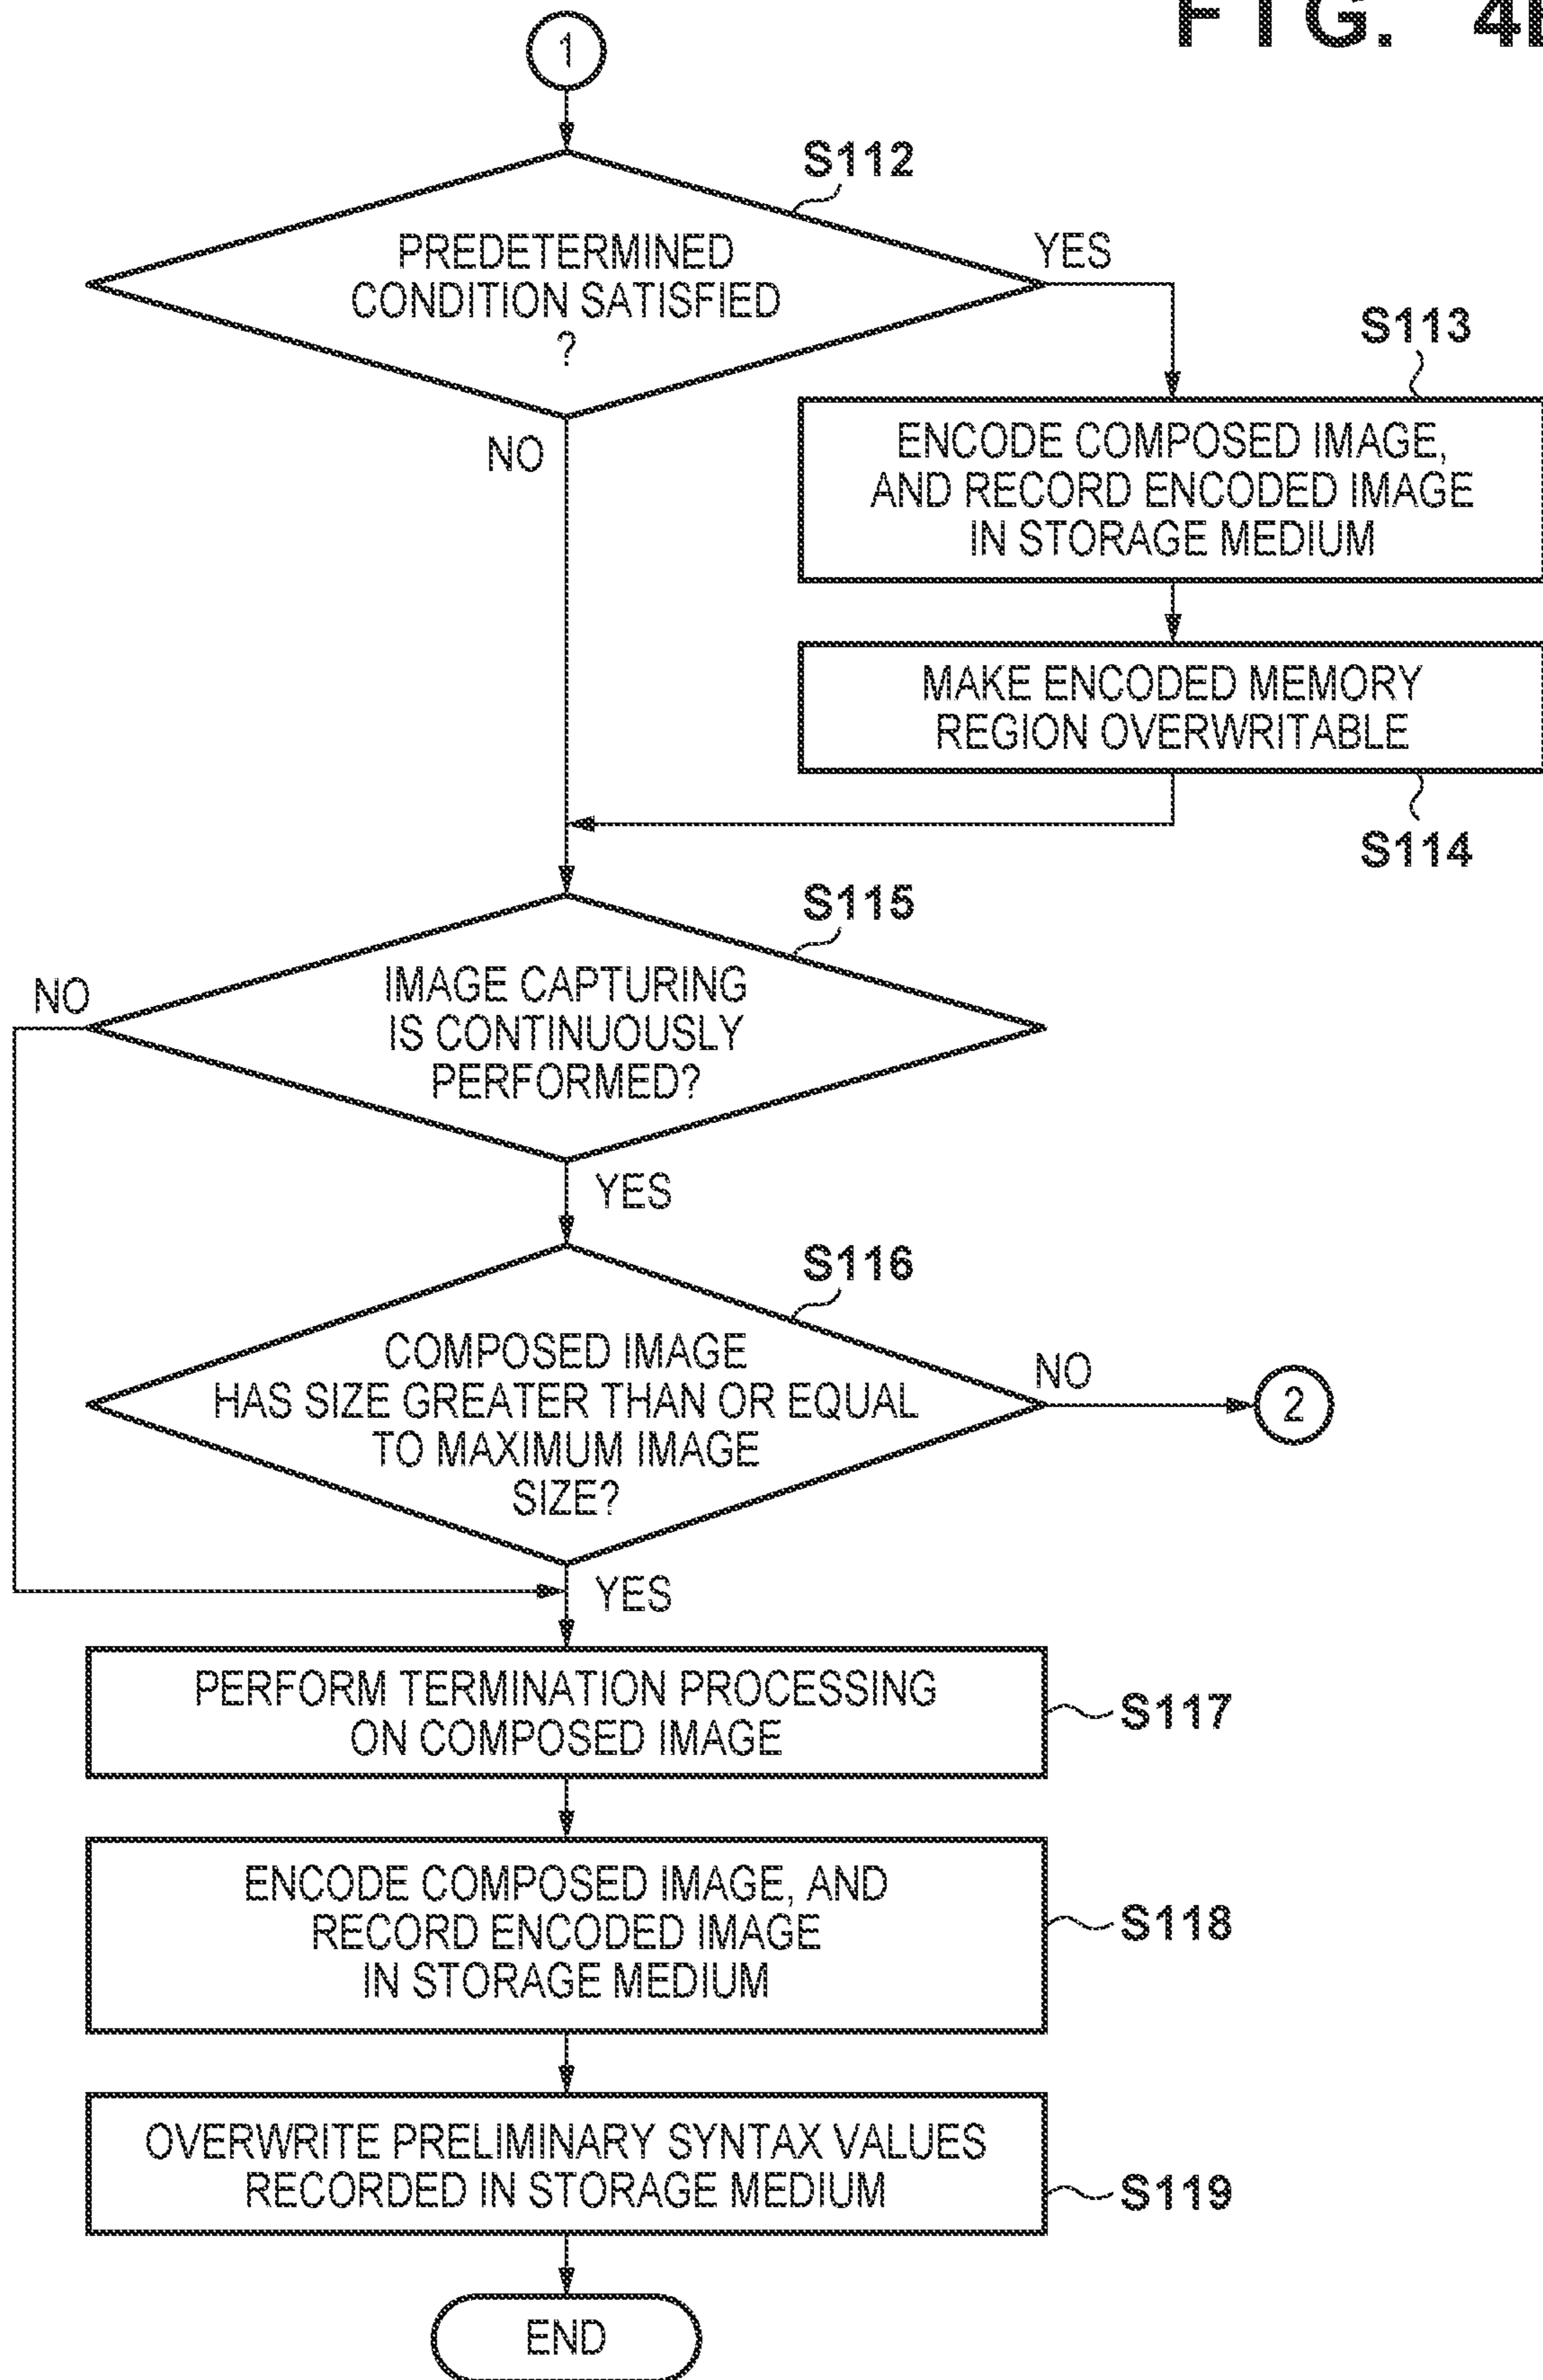 FIG. 4
1
S112
PREDETERMINED
CONDITION SATISFIED
?
YES
NO
S113
ENCODE COMPOSED IMAGE,
AND RECORD ENCODED IMAGE
IN STORAGE MEDIUM
MAKE ENCODED MEMORY
REGION OVERWRITABLE
S114
S115
NO
IMAGE CAPTURING
IS CONTINUOUSLY
PERFORMED?
YES
S116
COMPOSED IMAGE
HAS SIZE GREATER THAN OR EQUAL
TO MAXIMUM IMAGE
SIZE?
NO
2
YES
PERFORM TERMINATION PROCESSING
ON COMPOSED IMAGE
S117
ENCODE COMPOSED IMAGE, AND
RECORD ENCODED IMAGE
IN STORAGE MEDIUM
S118
OVERWRITE PRELIMINARY SYNTAX VALUES
RECORDED IN STORAGE MEDIUM
S119
END